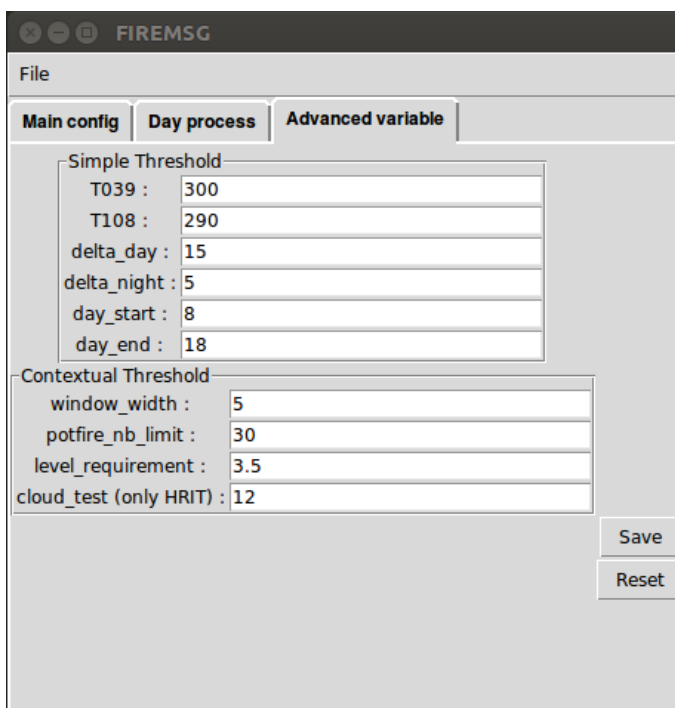 FIREMSG
File
Main config Day process Advanced variable
Simple Threshold
T039 : 300
T108 : 290
delta_day : 15
delta_night : 5
day_start : 8
day_end : 18
Contextual Threshold
window_width : 5
potfire_nb_limit : 30
level_requirement : 3.5
cloud_test (only HRIT) : 12
Save
Reset